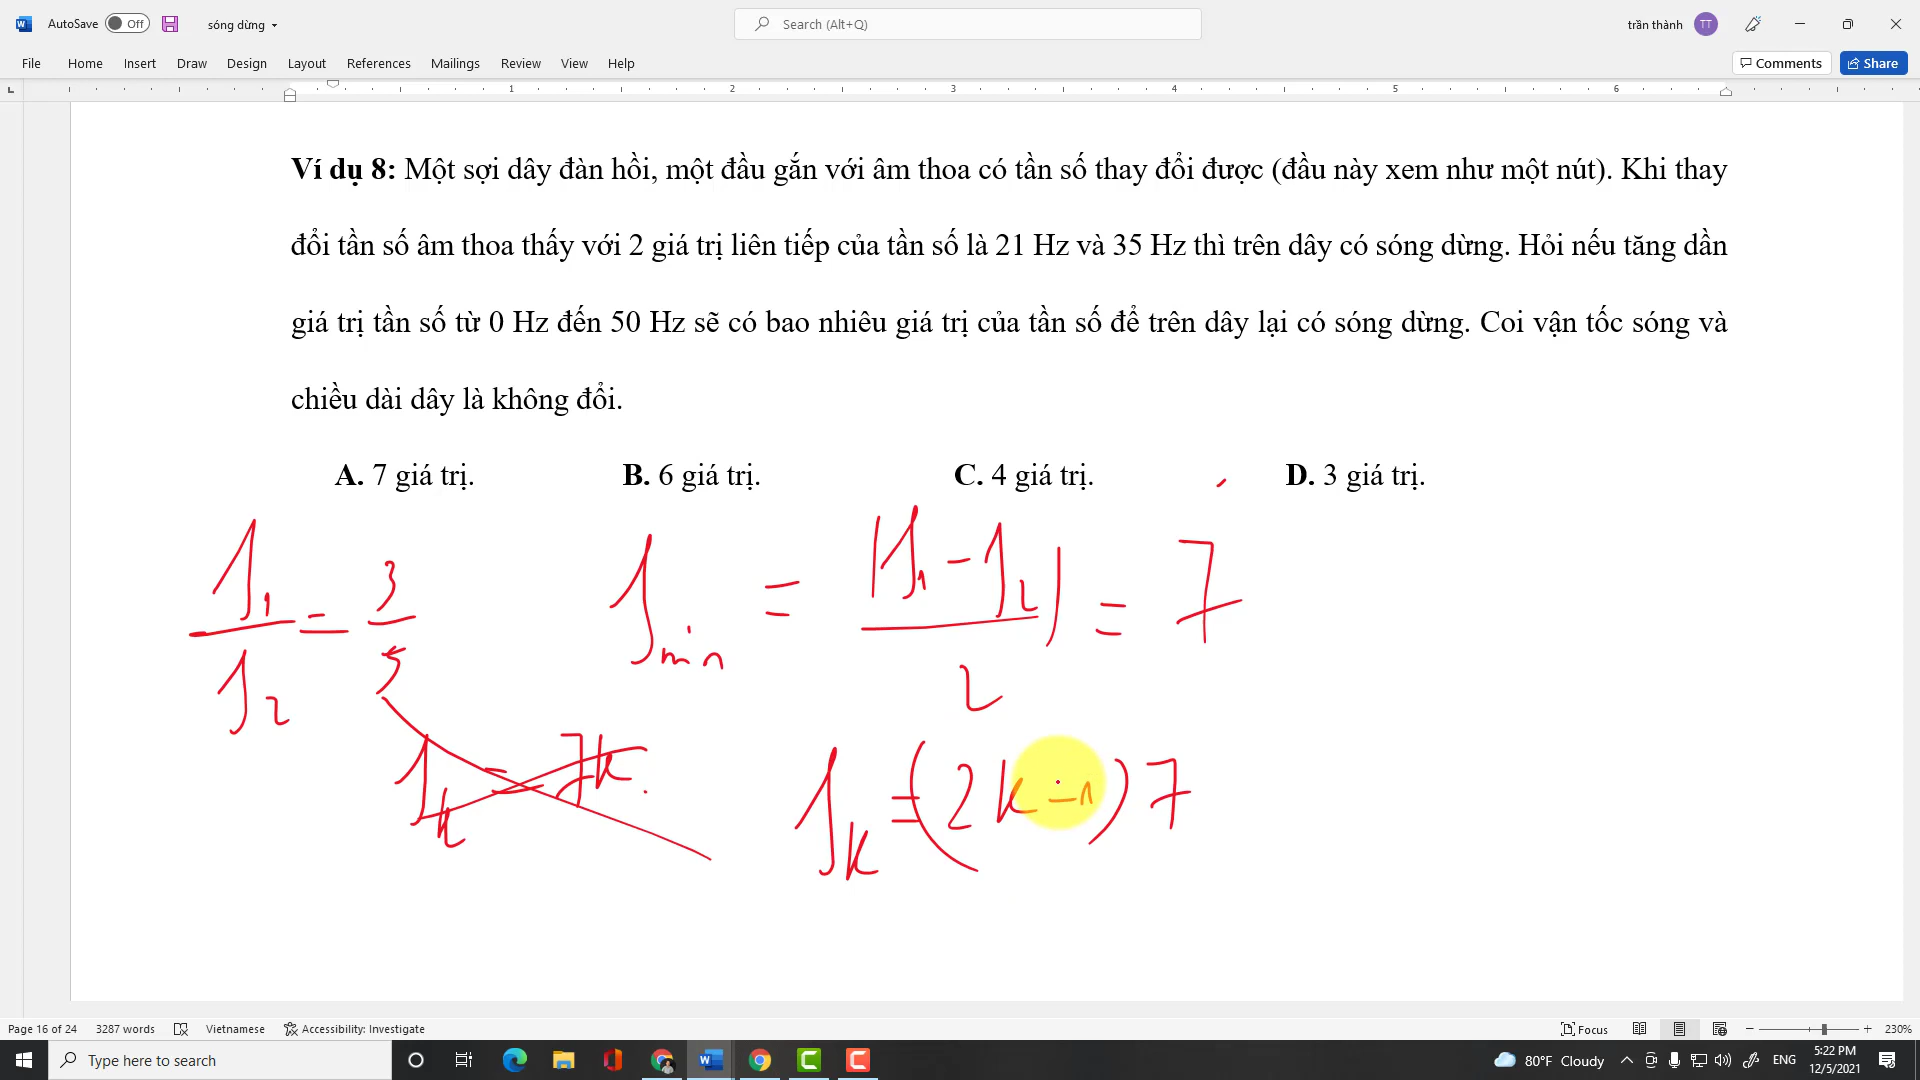 AutoSave Off sóng dừng Search (Alt+Q) trần thành TT
File Home Insert Draw Design Layout References Mailings Review View Help Comments Share
1 2 3 4 5 6
Ví dụ 8: Một sợi dây đàn hồi, một đầu gắn với âm thoa có tần số thay đổi được (đầu này xem như một nút). Khi thay
đổi tần số âm thoa thấy với 2 giá trị liên tiếp của tần số là 21 Hz và 35 Hz thì trên dây có sóng dừng. Hỏi nếu tăng dần
giá trị tần số từ 0 Hz đến 50 Hz sẽ có bao nhiêu giá trị của tần số để trên dây lại có sóng dừng. Coi vận tốc sóng và
chiều dài dây là không đổi.
A. 7 giá trị. B. 6 giá trị. C. 4 giá trị. D. 3 giá trị.
f1/f2 = 3/5 fmin = |f1 - f2|/2 = 7
fk = 7k. fk = (2k-1)7
Page 16 of 24 3287 words Vietnamese Accessibility: Investigate Focus 230%
Type here to search 80°F Cloudy ENG 5:22 PM
12/5/2021